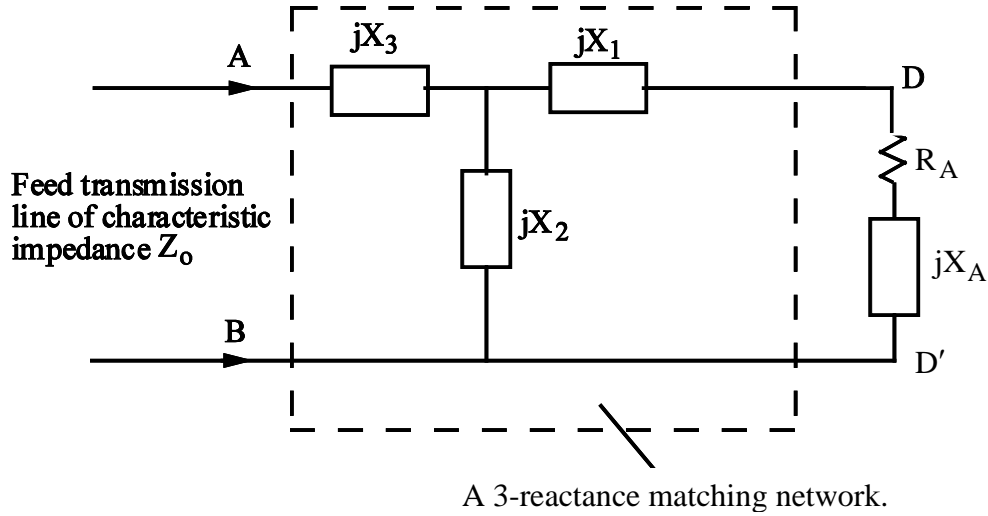 jX3
jX1
A
D
RA
Feed transmission
line of characteristic
impedance Zo
jX2
jXA
B
D′
A 3-reactance matching network.